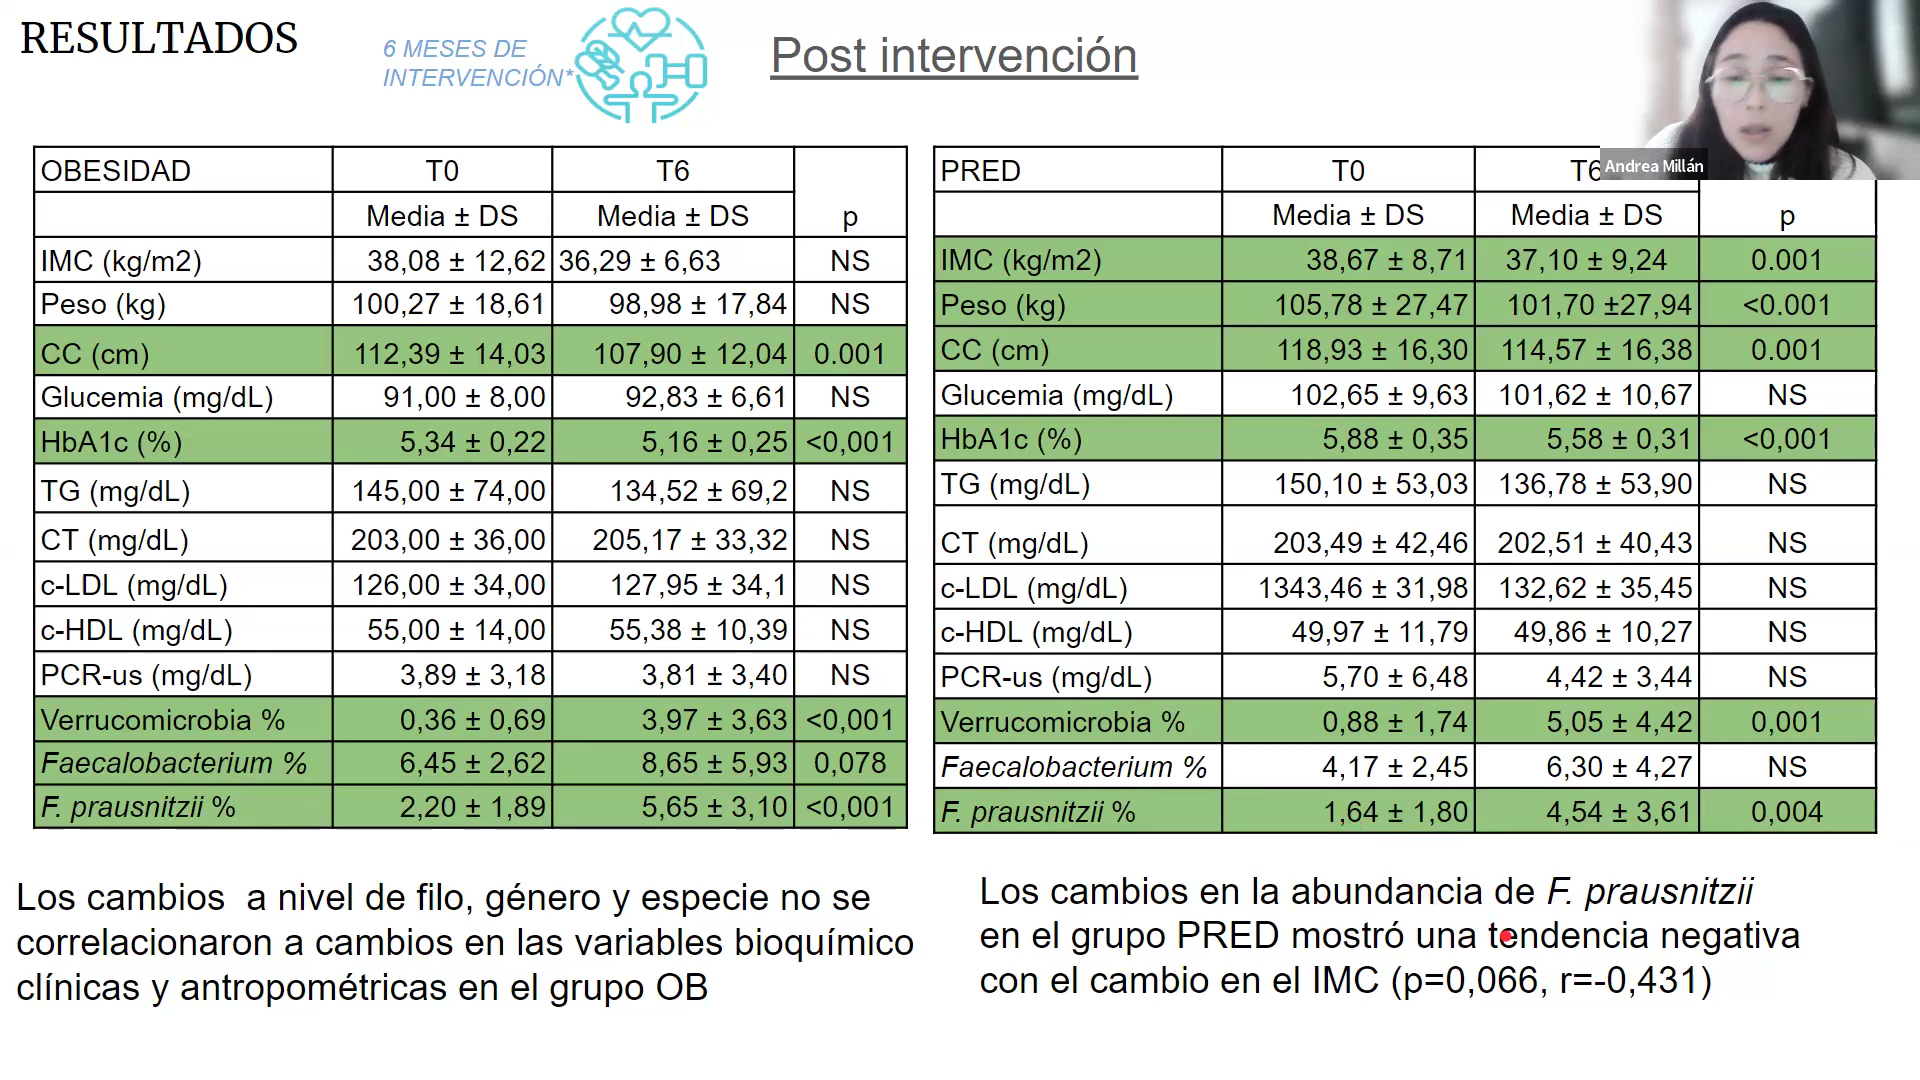 RESULTADOS
6 MESES DE
INTERVENCIÓN*
Post intervención
Andrea Millán
OBESIDAD T0 T6
Media ± DS Media ± DS p
IMC (kg/m2) 38,08 ± 12,62 36,29 ± 6,63 NS
Peso (kg) 100,27 ± 18,61 98,98 ± 17,84 NS
CC (cm) 112,39 ± 14,03 107,90 ± 12,04 0.001
Glucemia (mg/dL) 91,00 ± 8,00 92,83 ± 6,61 NS
HbA1c (%) 5,34 ± 0,22 5,16 ± 0,25 <0,001
TG (mg/dL) 145,00 ± 74,00 134,52 ± 69,2 NS
CT (mg/dL) 203,00 ± 36,00 205,17 ± 33,32 NS
c-LDL (mg/dL) 126,00 ± 34,00 127,95 ± 34,1 NS
c-HDL (mg/dL) 55,00 ± 14,00 55,38 ± 10,39 NS
PCR-us (mg/dL) 3,89 ± 3,18 3,81 ± 3,40 NS
Verrucomicrobia % 0,36 ± 0,69 3,97 ± 3,63 <0,001
Faecalobacterium % 6,45 ± 2,62 8,65 ± 5,93 0,078
F. prausnitzii % 2,20 ± 1,89 5,65 ± 3,10 <0,001
PRED T0 T6
Media ± DS Media ± DS p
IMC (kg/m2) 38,67 ± 8,71 37,10 ± 9,24 0.001
Peso (kg) 105,78 ± 27,47 101,70 ±27,94 <0.001
CC (cm) 118,93 ± 16,30 114,57 ± 16,38 0.001
Glucemia (mg/dL) 102,65 ± 9,63 101,62 ± 10,67 NS
HbA1c (%) 5,88 ± 0,35 5,58 ± 0,31 <0,001
TG (mg/dL) 150,10 ± 53,03 136,78 ± 53,90 NS
CT (mg/dL) 203,49 ± 42,46 202,51 ± 40,43 NS
c-LDL (mg/dL) 1343,46 ± 31,98 132,62 ± 35,45 NS
c-HDL (mg/dL) 49,97 ± 11,79 49,86 ± 10,27 NS
PCR-us (mg/dL) 5,70 ± 6,48 4,42 ± 3,44 NS
Verrucomicrobia % 0,88 ± 1,74 5,05 ± 4,42 0,001
Faecalobacterium % 4,17 ± 2,45 6,30 ± 4,27 NS
F. prausnitzii % 1,64 ± 1,80 4,54 ± 3,61 0,004
Los cambios a nivel de filo, género y especie no se
correlacionaron a cambios en las variables bioquímico
clínicas y antropométricas en el grupo OB
Los cambios en la abundancia de F. prausnitzii
en el grupo PRED mostró una tendencia negativa
con el cambio en el IMC (p=0,066, r=-0,431)